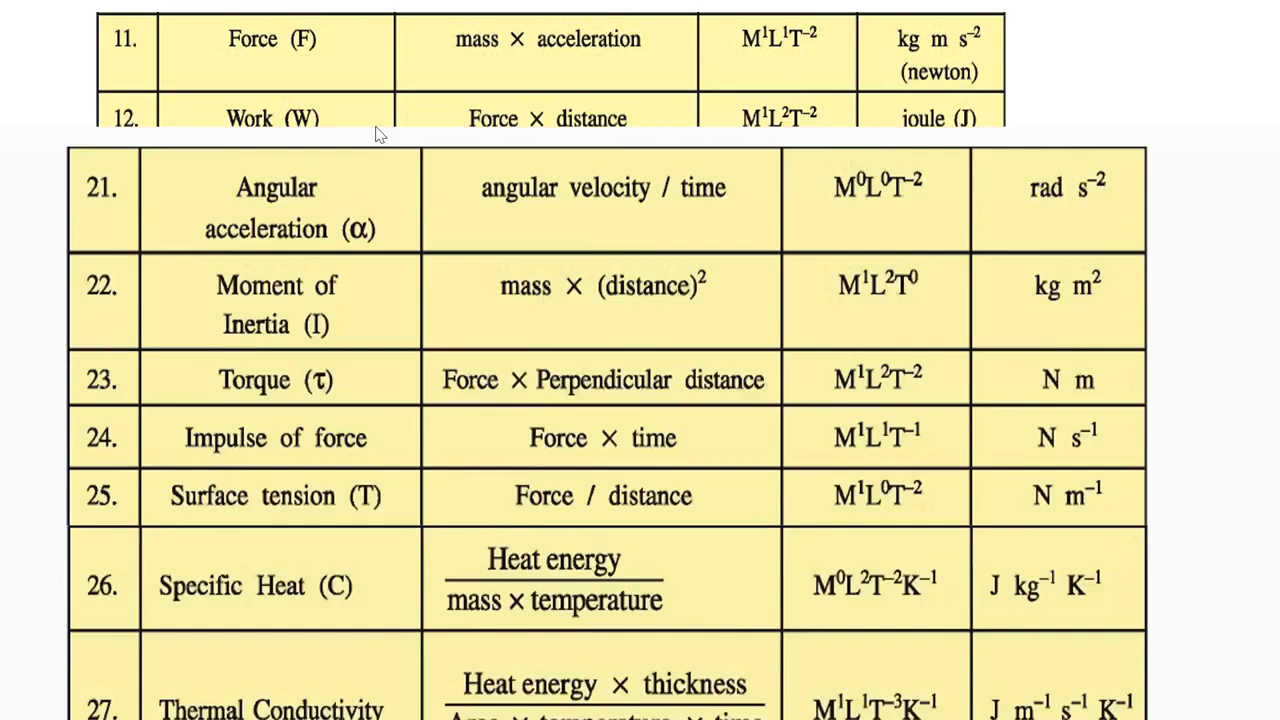 11. Force (F) mass × acceleration M¹L¹T⁻² kg m s⁻²
(newton)
12. Work (W) Force × distance M¹L²T⁻² joule (J)
21. Angular angular velocity / time M⁰L⁰T⁻² rad s⁻²
acceleration (α)
22. Moment of mass × (distance)² M¹L²T⁰ kg m²
Inertia (I)
23. Torque (τ) Force × Perpendicular distance M¹L²T⁻² N m
24. Impulse of force Force × time M¹L¹T⁻¹ N s⁻¹
25. Surface tension (T) Force / distance M¹L⁰T⁻² N m⁻¹
Heat energy
26. Specific Heat (C) M⁰L²T⁻²K⁻¹ J kg⁻¹ K⁻¹
mass × temperature
Heat energy × thickness
27. Thermal Conductivity M¹L¹T⁻³K⁻¹ J m⁻¹ s⁻¹ K⁻¹
Area × temperature × time